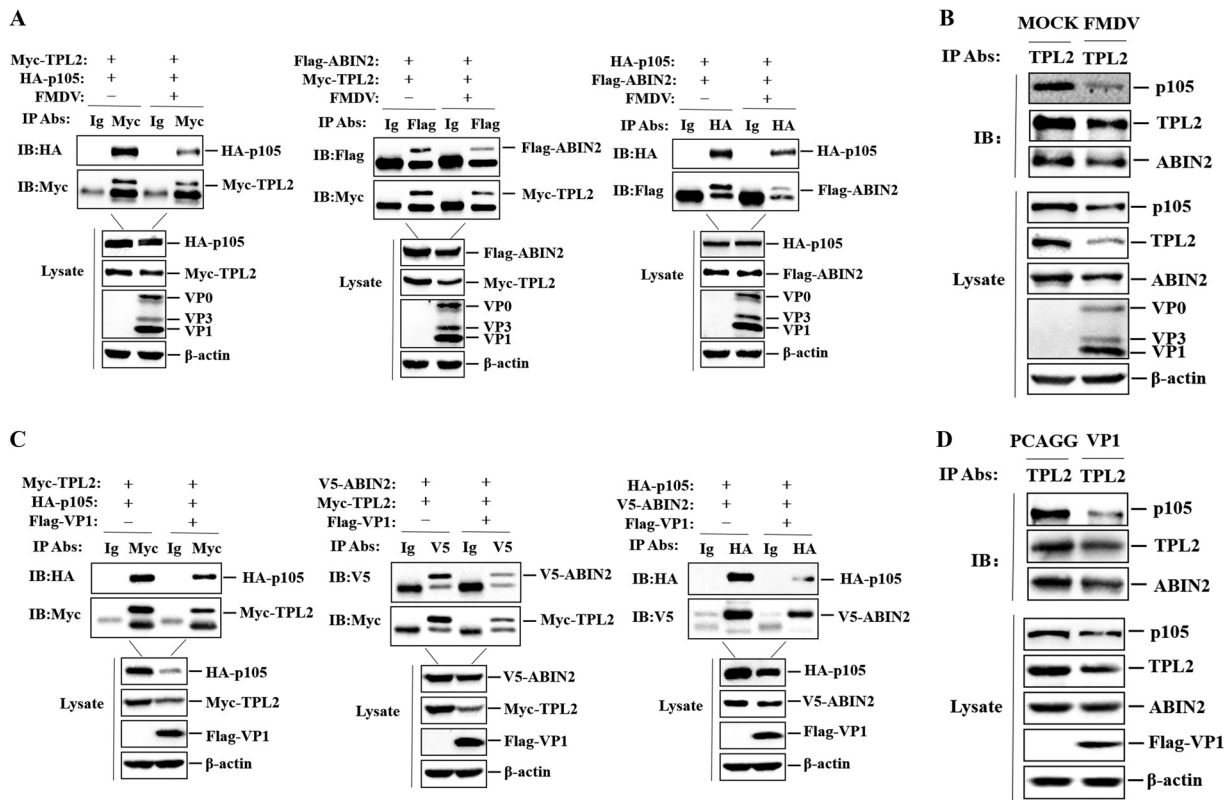 A
Myc-TPL2: + +
HA-p105: + +
FMDV: – +
IP Abs: Ig Myc Ig Myc
IB:HA HA-p105
IB:Myc Myc-TPL2
Lysate
HA-p105
Myc-TPL2
VP0
VP3
VP1
β-actin
Flag-ABIN2: + +
Myc-TPL2: + +
FMDV: – +
IP Abs: Ig Flag Ig Flag
IB:Flag Flag-ABIN2
IB:Myc Myc-TPL2
Lysate
Flag-ABIN2
Myc-TPL2
VP0
VP3
VP1
β-actin
HA-p105: + +
Flag-ABIN2: + +
FMDV: – +
IP Abs: Ig HA Ig HA
IB:HA HA-p105
IB:Flag Flag-ABIN2
Lysate
HA-p105
Flag-ABIN2
VP0
VP3
VP1
β-actin
B
MOCK FMDV
IP Abs: TPL2 TPL2
IB:
p105
TPL2
ABIN2
Lysate
p105
TPL2
ABIN2
VP0
VP3
VP1
β-actin
C
Myc-TPL2: + +
HA-p105: + +
Flag-VP1: – +
IP Abs: Ig Myc Ig Myc
IB:HA HA-p105
IB:Myc Myc-TPL2
Lysate
HA-p105
Myc-TPL2
Flag-VP1
β-actin
V5-ABIN2: + +
Myc-TPL2: + +
Flag-VP1: – +
IP Abs: Ig V5 Ig V5
IB:V5 V5-ABIN2
IB:Myc Myc-TPL2
Lysate
V5-ABIN2
Myc-TPL2
Flag-VP1
β-actin
HA-p105: + +
V5-ABIN2: + +
Flag-VP1: – +
IP Abs: Ig HA Ig HA
IB:HA HA-p105
IB:V5 V5-ABIN2
Lysate
HA-p105
V5-ABIN2
Flag-VP1
β-actin
D
PCAGG VP1
IP Abs: TPL2 TPL2
IB:
p105
TPL2
ABIN2
Lysate
p105
TPL2
ABIN2
Flag-VP1
β-actin